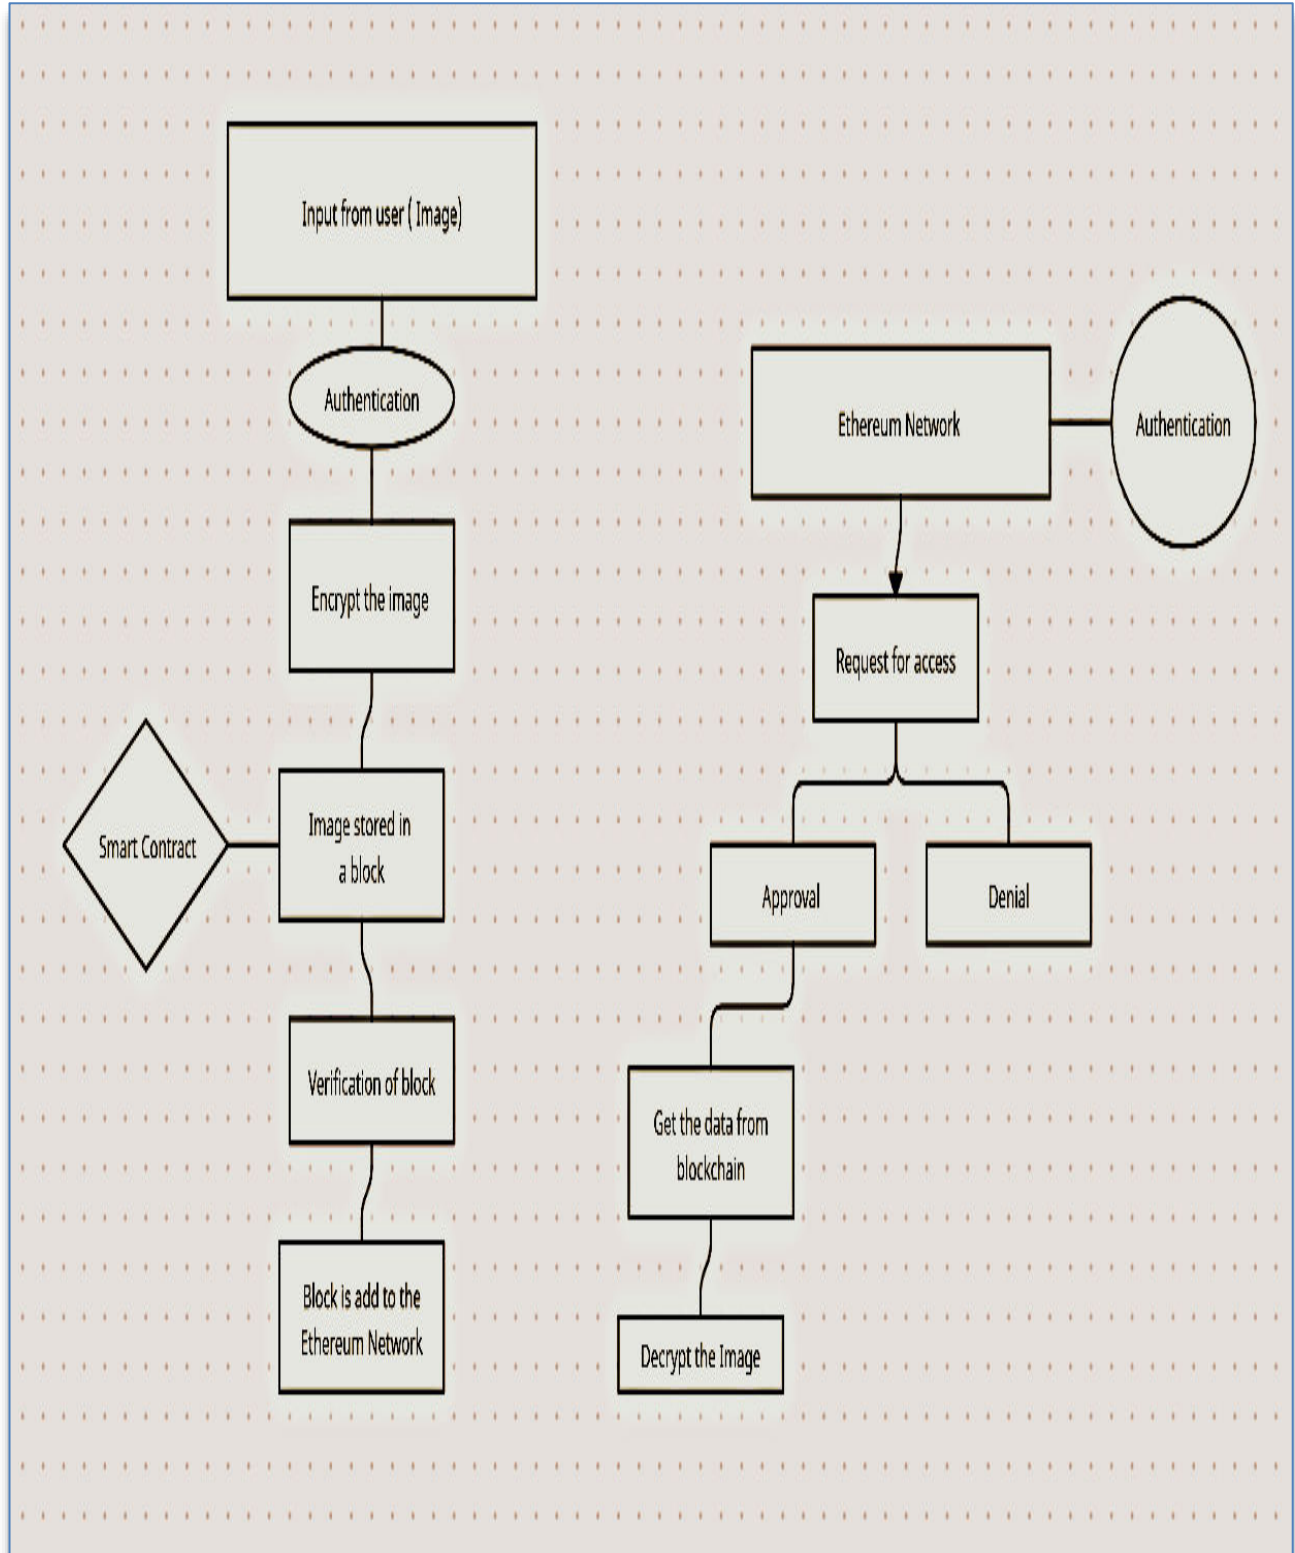 Input from user ( Image)
Authentication
Encrypt the image
Smart Contract
Image stored in
a block
Verification of block
Block is add to the
Ethereum Network
Ethereum Network
Authentication
Request for access
Approval
Denial
Get the data from
blockchain
Decrypt the Image